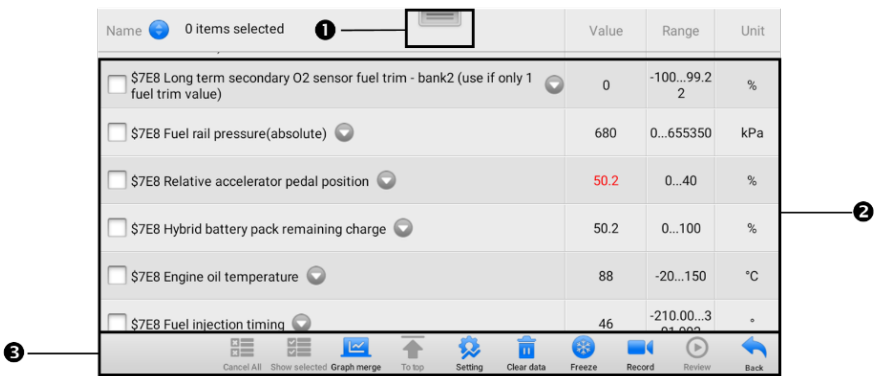 Name 0 items selected ❶ Value Range Unit
$7E8 Long term secondary O2 sensor fuel trim - bank2 (use if only 1
fuel trim value) 0 -100...99.2
2 %
$7E8 Fuel rail pressure(absolute) 680 0...655350 kPa
$7E8 Relative accelerator pedal position 50.2 0...40 %
❷
$7E8 Hybrid battery pack remaining charge 50.2 0...100 %
$7E8 Engine oil temperature 88 -20...150 °C
$7E8 Fuel injection timing 46 -210.00...3 °
❸
Cancel All Show selected Graph merge To top Setting Clear data Freeze Record Review Back